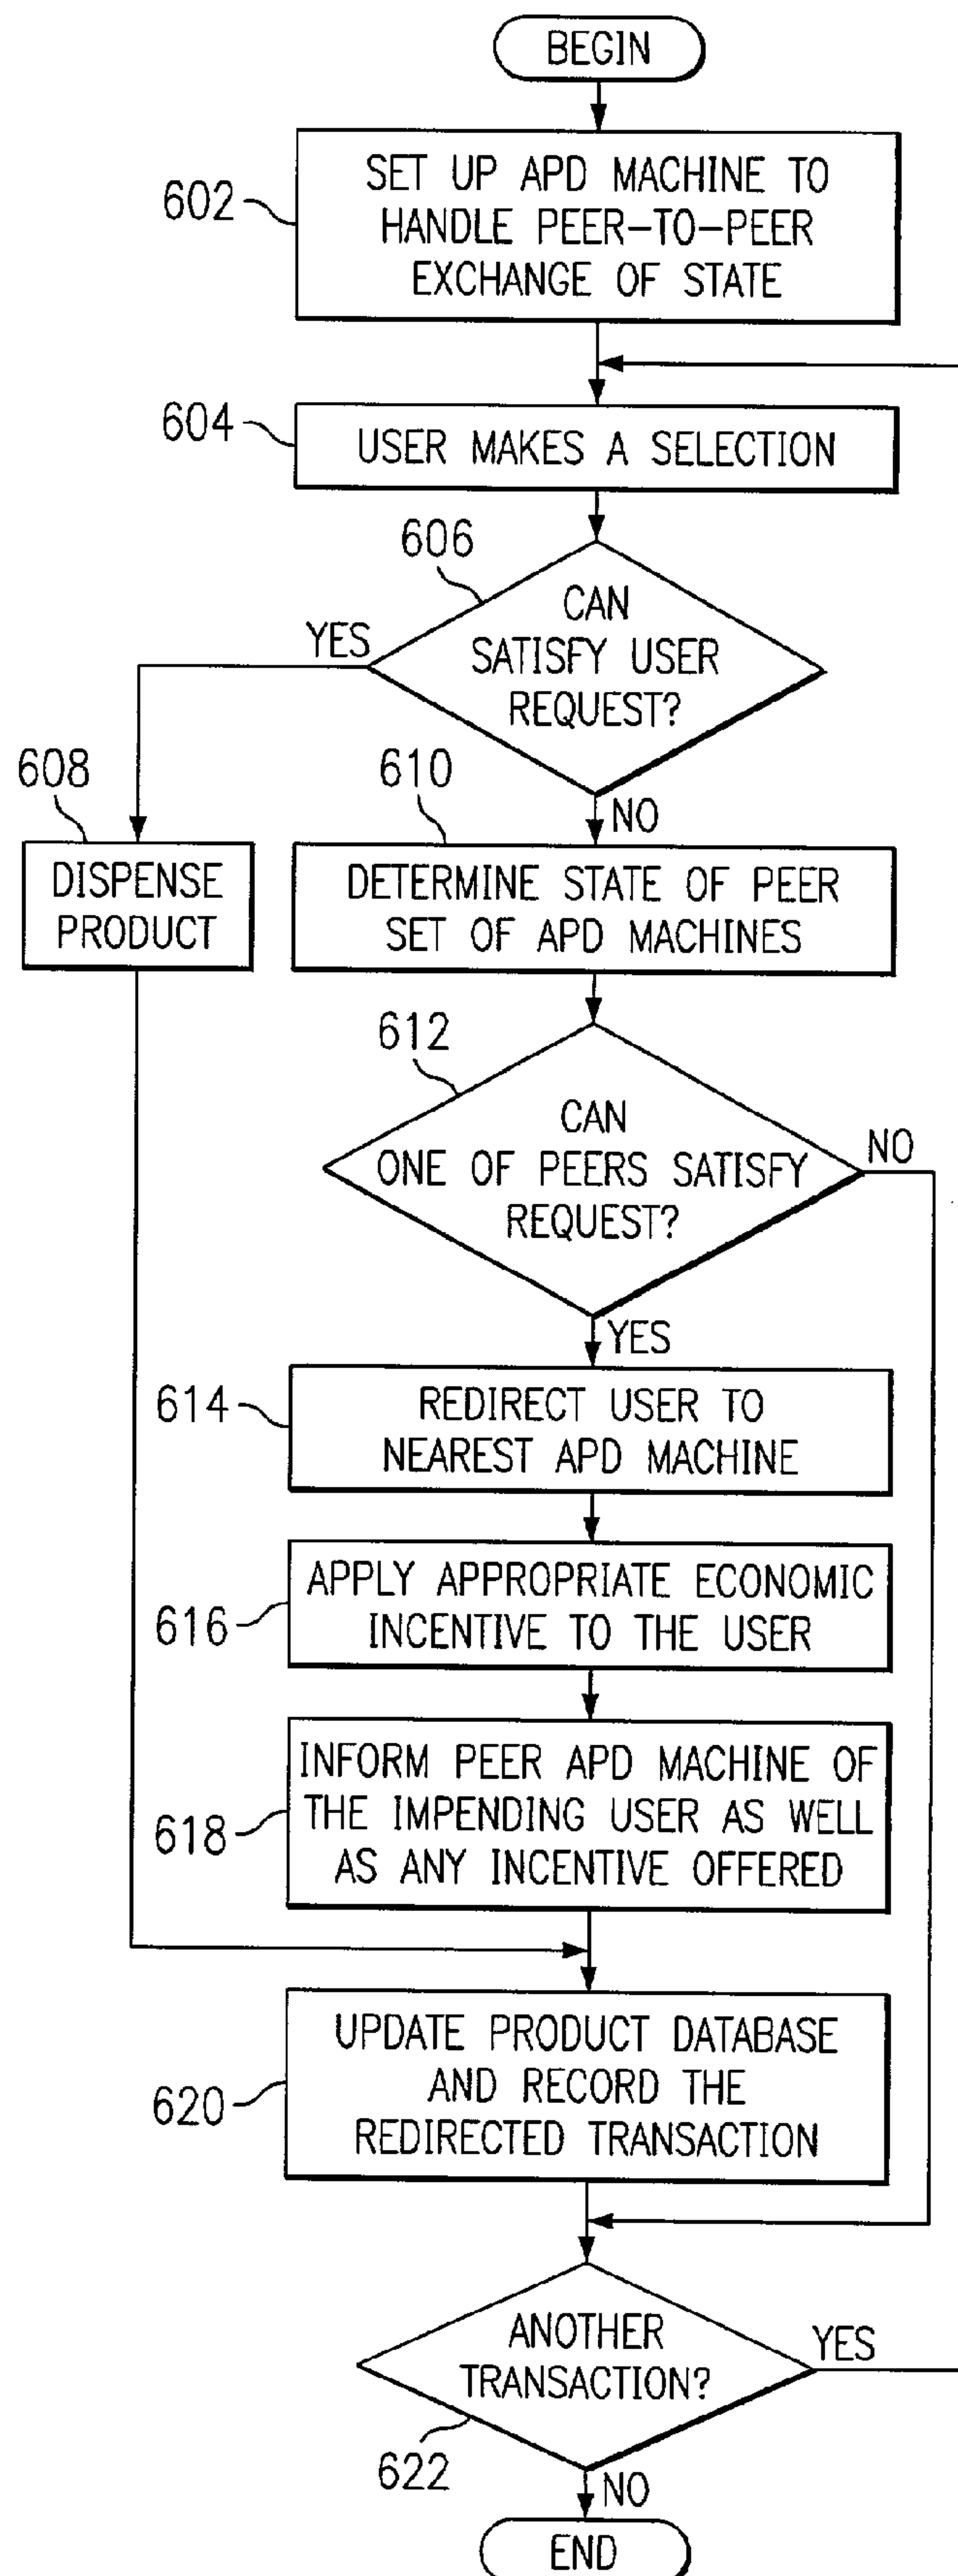 BEGIN
602
SET UP APD MACHINE TO
HANDLE PEER-TO-PEER
EXCHANGE OF STATE
604
USER MAKES A SELECTION
606
CAN
SATISFY USER
REQUEST?
YES
NO
608
DISPENSE
PRODUCT
610
DETERMINE STATE OF PEER
SET OF APD MACHINES
612
CAN
ONE OF PEERS SATISFY
REQUEST?
NO
YES
614
REDIRECT USER TO
NEAREST APD MACHINE
616
APPLY APPROPRIATE ECONOMIC
INCENTIVE TO THE USER
618
INFORM PEER APD MACHINE OF
THE IMPENDING USER AS WELL
AS ANY INCENTIVE OFFERED
620
UPDATE PRODUCT DATABASE
AND RECORD THE
REDIRECTED TRANSACTION
ANOTHER
TRANSACTION?
YES
622
NO
END